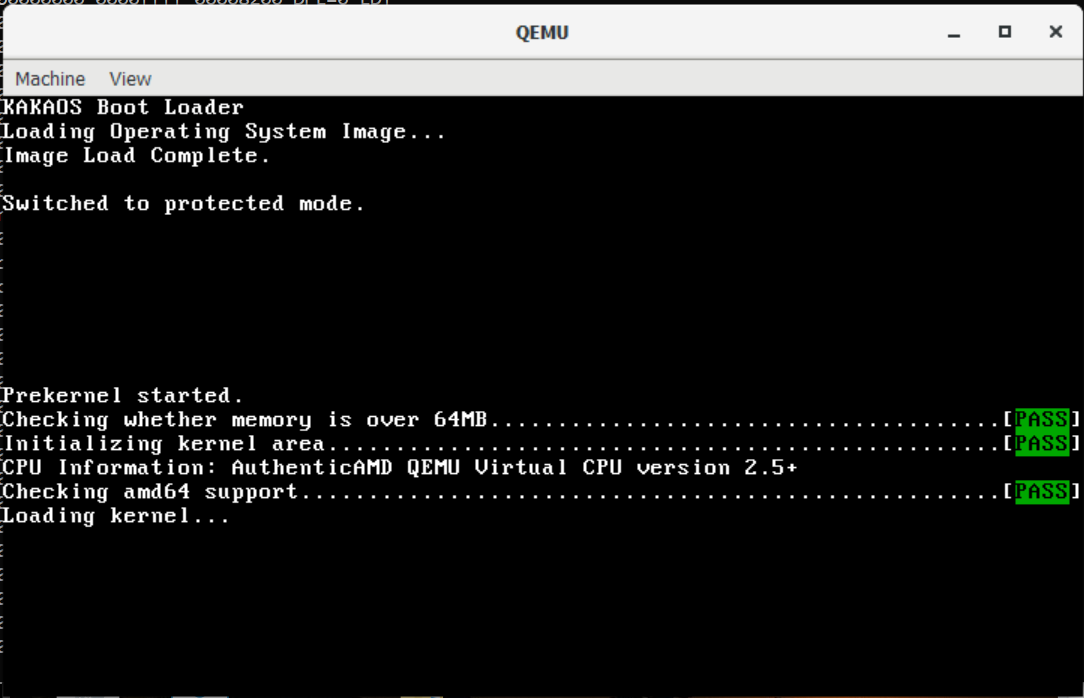 QEMU
Machine View
KAKAOS Boot Loader
Loading Operating System Image...
Image Load Complete.
Switched to protected mode.
Prekernel started.
Checking whether memory is over 64MB......................................[PASS]
Initializing kernel area..................................................[PASS]
CPU Information: AuthenticAMD QEMU Virtual CPU version 2.5+
Checking amd64 support....................................................[PASS]
Loading kernel...